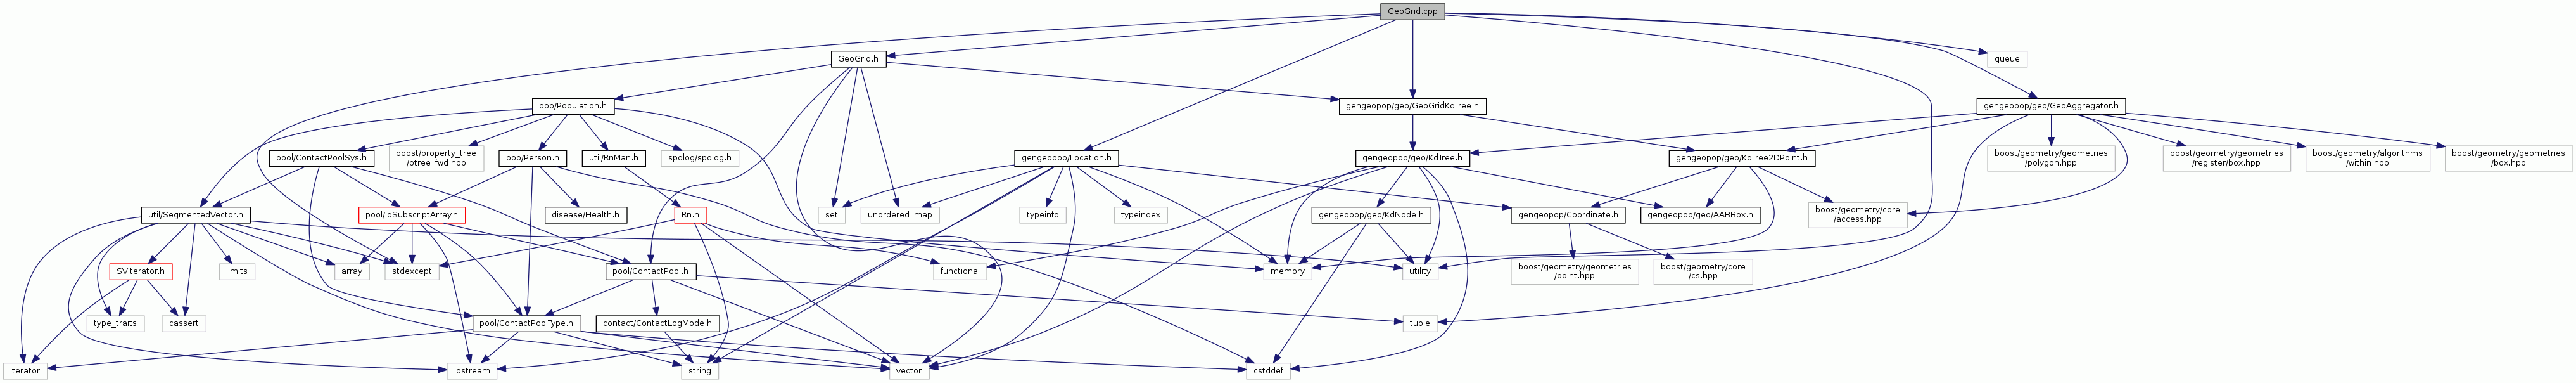 GeoGrid.cpp
GeoGrid.h
queue
pop/Population.h
gengeopop/geo/GeoGridKdTree.h
gengeopop/geo/GeoAggregator.h
pool/ContactPoolSys.h
boost/property_tree
/ptree_fwd.hpp
pop/Person.h
util/RnMan.h
spdlog/spdlog.h
gengeopop/Location.h
gengeopop/geo/KdTree.h
gengeopop/geo/KdTree2DPoint.h
boost/geometry/geometries
/polygon.hpp
boost/geometry/geometries
/register/box.hpp
boost/geometry/algorithms
/within.hpp
boost/geometry/geometries
/box.hpp
util/SegmentedVector.h
pool/IdSubscriptArray.h
disease/Health.h
Rn.h
set
unordered_map
typeinfo
typeindex
gengeopop/geo/KdNode.h
gengeopop/Coordinate.h
gengeopop/geo/AABBox.h
boost/geometry/core
/access.hpp
SVIterator.h
limits
array
stdexcept
pool/ContactPool.h
functional
memory
utility
boost/geometry/geometries
/point.hpp
boost/geometry/core
/cs.hpp
type_traits
cassert
pool/ContactPoolType.h
contact/ContactLogMode.h
tuple
iterator
iostream
string
vector
cstddef